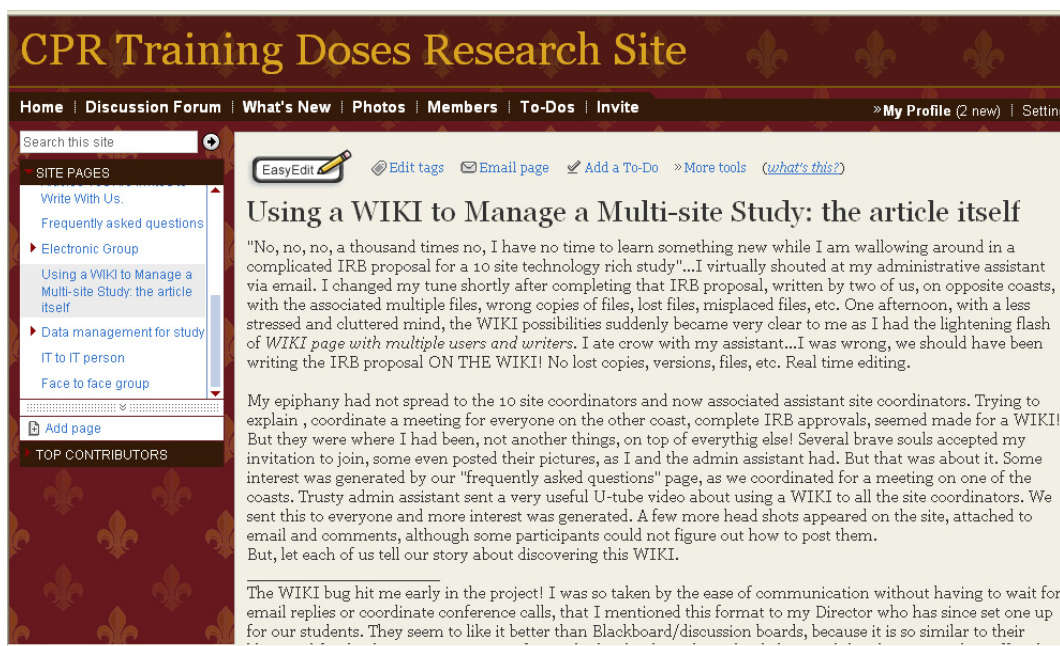 CPR Training Doses Research Site
Home | Discussion Forum | What's New | Photos | Members | To-Dos | Invite
»My Profile (2 new) | Settin
Search this site
SITE PAGES
Write With Us.
Frequently asked questions
Electronic Group
Using a WIKI to Manage a
Multi-site Study: the article
itself
Data management for study
IT to IT person
Face to face group
Add page
TOP CONTRIBUTORS
EasyEdit Edit tags Email page Add a To-Do »More tools (what's this?)
Using a WIKI to Manage a Multi-site Study: the article itself
"No, no, no, a thousand times no, I have no time to learn something new while I am wallowing around in a
complicated IRB proposal for a 10 site technology rich study"...I virtually shouted at my administrative assistant
via email. I changed my tune shortly after completing that IRB proposal, written by two of us, on opposite coasts,
with the associated multiple files, wrong copies of files, lost files, misplaced files, etc. One afternoon, with a less
stressed and cluttered mind, the WIKI possibilities suddenly became very clear to me as I had the lightening flash
of WIKI page with multiple users and writers. I ate crow with my assistant...I was wrong, we should have been
writing the IRB proposal ON THE WIKI! No lost copies, versions, files, etc. Real time editing.
My epiphany had not spread to the 10 site coordinators and now associated assistant site coordinators. Trying to
explain , coordinate a meeting for everyone on the other coast, complete IRB approvals, seemed made for a WIKI!
But they were where I had been, not another things, on top of everythig else! Several brave souls accepted my
invitation to join, some even posted their pictures, as I and the admin assistant had. But that was about it. Some
interest was generated by our "frequently asked questions" page, as we coordinated for a meeting on one of the
coasts. Trusty admin assistant sent a very useful U-tube video about using a WIKI to all the site coordinators. We
sent this to everyone and more interest was generated. A few more head shots appeared on the site, attached to
email and comments, although some participants could not figure out how to post them.
But, let each of us tell our story about discovering this WIKI.
The WIKI bug hit me early in the project! I was so taken by the ease of communication without having to wait for
email replies or coordinate conference calls, that I mentioned this format to my Director who has since set one up
for our students. They seem to like it better than Blackboard/discussion boards, because it is so similar to their